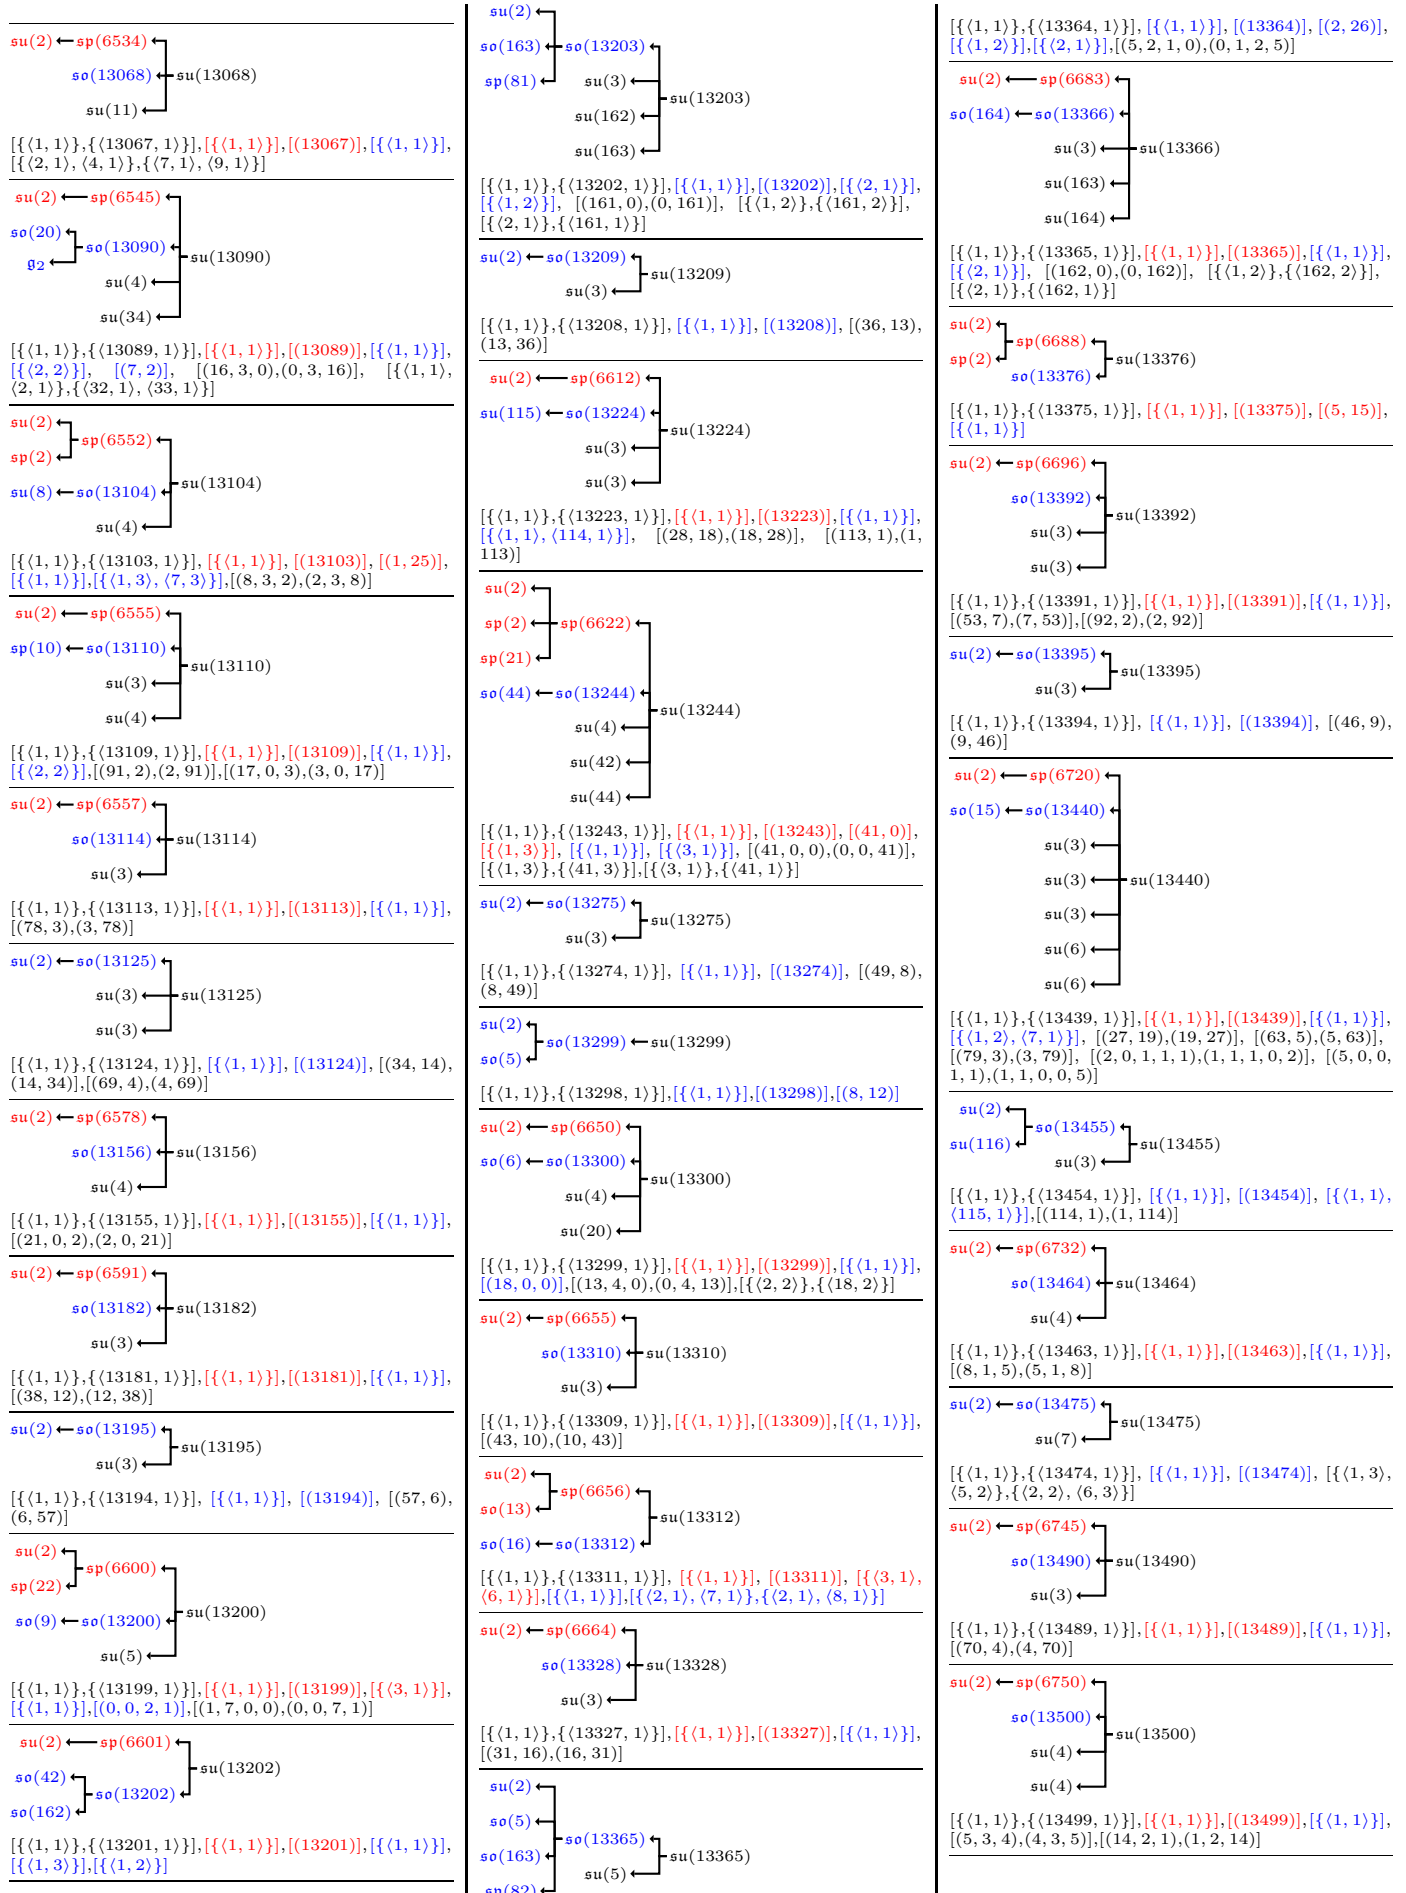 𝔰𝔲(2) 𝔰𝔭(6534)
𝔰𝔬(13068) 𝔰𝔲(13068)
𝔰𝔲(11)
[{⟨1, 1⟩},{⟨13067, 1⟩}],[{⟨1, 1⟩}],[(13067)],[{⟨1, 1⟩}],
[{⟨2, 1⟩, ⟨4, 1⟩},{⟨7, 1⟩, ⟨9, 1⟩}]
𝔰𝔲(2) 𝔰𝔭(6545)
𝔰𝔬(20)
𝔰𝔬(13090)
𝔰𝔲(13090)
𝔤₂
𝔰𝔲(4)
𝔰𝔲(34)
[{⟨1, 1⟩},{⟨13089, 1⟩}],[{⟨1, 1⟩}],[(13089)],[{⟨1, 1⟩}],
[{⟨2, 2⟩}], [(7, 2)], [(16, 3, 0),(0, 3, 16)], [{⟨1, 1⟩,
⟨2, 1⟩},{⟨32, 1⟩, ⟨33, 1⟩}]
𝔰𝔲(2)
𝔰𝔭(6552)
𝔰𝔭(2)
𝔰𝔲(13104)
𝔰𝔲(8) 𝔰𝔬(13104)
𝔰𝔲(4)
[{⟨1, 1⟩},{⟨13103, 1⟩}], [{⟨1, 1⟩}], [(13103)], [(1, 25)],
[{⟨1, 1⟩}],[{⟨1, 3⟩, ⟨7, 3⟩}],[(8, 3, 2),(2, 3, 8)]
𝔰𝔲(2) 𝔰𝔭(6555)
𝔰𝔭(10) 𝔰𝔬(13110)
𝔰𝔲(13110)
𝔰𝔲(3)
𝔰𝔲(4)
[{⟨1, 1⟩},{⟨13109, 1⟩}],[{⟨1, 1⟩}],[(13109)],[{⟨1, 1⟩}],
[{⟨2, 2⟩}],[(91, 2),(2, 91)],[(17, 0, 3),(3, 0, 17)]
𝔰𝔲(2) 𝔰𝔭(6557)
𝔰𝔬(13114) 𝔰𝔲(13114)
𝔰𝔲(3)
[{⟨1, 1⟩},{⟨13113, 1⟩}],[{⟨1, 1⟩}],[(13113)],[{⟨1, 1⟩}],
[(78, 3),(3, 78)]
𝔰𝔲(2) 𝔰𝔬(13125)
𝔰𝔲(3) 𝔰𝔲(13125)
𝔰𝔲(3)
[{⟨1, 1⟩},{⟨13124, 1⟩}], [{⟨1, 1⟩}], [(13124)], [(34, 14),
(14, 34)],[(69, 4),(4, 69)]
𝔰𝔲(2) 𝔰𝔭(6578)
𝔰𝔬(13156) 𝔰𝔲(13156)
𝔰𝔲(4)
[{⟨1, 1⟩},{⟨13155, 1⟩}],[{⟨1, 1⟩}],[(13155)],[{⟨1, 1⟩}],
[(21, 0, 2),(2, 0, 21)]
𝔰𝔲(2) 𝔰𝔭(6591)
𝔰𝔬(13182) 𝔰𝔲(13182)
𝔰𝔲(3)
[{⟨1, 1⟩},{⟨13181, 1⟩}],[{⟨1, 1⟩}],[(13181)],[{⟨1, 1⟩}],
[(38, 12),(12, 38)]
𝔰𝔲(2) 𝔰𝔬(13195)
𝔰𝔲(13195)
𝔰𝔲(3)
[{⟨1, 1⟩},{⟨13194, 1⟩}], [{⟨1, 1⟩}], [(13194)], [(57, 6),
(6, 57)]
𝔰𝔲(2)
𝔰𝔭(6600)
𝔰𝔭(22)
𝔰𝔲(13200)
𝔰𝔬(9) 𝔰𝔬(13200)
𝔰𝔲(5)
[{⟨1, 1⟩},{⟨13199, 1⟩}],[{⟨1, 1⟩}],[(13199)],[{⟨3, 1⟩}],
[{⟨1, 1⟩}],[(0, 0, 2, 1)],[(1, 7, 0, 0),(0, 0, 7, 1)]
𝔰𝔲(2) 𝔰𝔭(6601)
𝔰𝔲(13202)
𝔰𝔬(42)
𝔰𝔬(13202)
𝔰𝔬(162)
[{⟨1, 1⟩},{⟨13201, 1⟩}],[{⟨1, 1⟩}],[(13201)],[{⟨1, 1⟩}],
[{⟨1, 3⟩}],[{⟨1, 2⟩}]
𝔰𝔲(2)
𝔰𝔬(163) 𝔰𝔬(13203)
𝔰𝔭(81) 𝔰𝔲(3)
𝔰𝔲(13203)
𝔰𝔲(162)
𝔰𝔲(163)
[{⟨1, 1⟩},{⟨13202, 1⟩}],[{⟨1, 1⟩}],[(13202)],[{⟨2, 1⟩}],
[{⟨1, 2⟩}], [(161, 0),(0, 161)], [{⟨1, 2⟩},{⟨161, 2⟩}],
[{⟨2, 1⟩},{⟨161, 1⟩}]
𝔰𝔲(2) 𝔰𝔬(13209)
𝔰𝔲(13209)
𝔰𝔲(3)
[{⟨1, 1⟩},{⟨13208, 1⟩}], [{⟨1, 1⟩}], [(13208)], [(36, 13),
(13, 36)]
𝔰𝔲(2) 𝔰𝔭(6612)
𝔰𝔲(115) 𝔰𝔬(13224)
𝔰𝔲(13224)
𝔰𝔲(3)
𝔰𝔲(3)
[{⟨1, 1⟩},{⟨13223, 1⟩}],[{⟨1, 1⟩}],[(13223)],[{⟨1, 1⟩}],
[{⟨1, 1⟩, ⟨114, 1⟩}], [(28, 18),(18, 28)], [(113, 1),(1,
113)]
𝔰𝔲(2)
𝔰𝔭(2) 𝔰𝔭(6622)
𝔰𝔭(21)
𝔰𝔬(44) 𝔰𝔬(13244)
𝔰𝔲(13244)
𝔰𝔲(4)
𝔰𝔲(42)
𝔰𝔲(44)
[{⟨1, 1⟩},{⟨13243, 1⟩}], [{⟨1, 1⟩}], [(13243)], [(41, 0)],
[{⟨1, 3⟩}], [{⟨1, 1⟩}], [{⟨3, 1⟩}], [(41, 0, 0),(0, 0, 41)],
[{⟨1, 3⟩},{⟨41, 3⟩}],[{⟨3, 1⟩},{⟨41, 1⟩}]
𝔰𝔲(2) 𝔰𝔬(13275)
𝔰𝔲(13275)
𝔰𝔲(3)
[{⟨1, 1⟩},{⟨13274, 1⟩}], [{⟨1, 1⟩}], [(13274)], [(49, 8),
(8, 49)]
𝔰𝔲(2)
𝔰𝔬(13299) 𝔰𝔲(13299)
𝔰𝔬(5)
[{⟨1, 1⟩},{⟨13298, 1⟩}],[{⟨1, 1⟩}],[(13298)],[(8, 12)]
𝔰𝔲(2) 𝔰𝔭(6650)
𝔰𝔬(6) 𝔰𝔬(13300)
𝔰𝔲(13300)
𝔰𝔲(4)
𝔰𝔲(20)
[{⟨1, 1⟩},{⟨13299, 1⟩}],[{⟨1, 1⟩}],[(13299)],[{⟨1, 1⟩}],
[(18, 0, 0)],[(13, 4, 0),(0, 4, 13)],[{⟨2, 2⟩},{⟨18, 2⟩}]
𝔰𝔲(2) 𝔰𝔭(6655)
𝔰𝔬(13310) 𝔰𝔲(13310)
𝔰𝔲(3)
[{⟨1, 1⟩},{⟨13309, 1⟩}],[{⟨1, 1⟩}],[(13309)],[{⟨1, 1⟩}],
[(43, 10),(10, 43)]
𝔰𝔲(2)
𝔰𝔭(6656)
𝔰𝔬(13)
𝔰𝔲(13312)
𝔰𝔬(16) 𝔰𝔬(13312)
[{⟨1, 1⟩},{⟨13311, 1⟩}], [{⟨1, 1⟩}], [(13311)], [{⟨3, 1⟩,
⟨6, 1⟩}],[{⟨1, 1⟩}],[{⟨2, 1⟩, ⟨7, 1⟩},{⟨2, 1⟩, ⟨8, 1⟩}]
𝔰𝔲(2) 𝔰𝔭(6664)
𝔰𝔬(13328) 𝔰𝔲(13328)
𝔰𝔲(3)
[{⟨1, 1⟩},{⟨13327, 1⟩}],[{⟨1, 1⟩}],[(13327)],[{⟨1, 1⟩}],
[(31, 16),(16, 31)]
𝔰𝔲(2)
𝔰𝔬(5)
𝔰𝔬(13365)
𝔰𝔬(163) 𝔰𝔲(13365)
𝔰𝔲(5)
𝔰𝔭(82)
[{⟨1, 1⟩},{⟨13364, 1⟩}], [{⟨1, 1⟩}], [(13364)], [(2, 26)],
[{⟨1, 2⟩}],[{⟨2, 1⟩}],[(5, 2, 1, 0),(0, 1, 2, 5)]
𝔰𝔲(2) 𝔰𝔭(6683)
𝔰𝔬(164) 𝔰𝔬(13366)
𝔰𝔲(3) 𝔰𝔲(13366)
𝔰𝔲(163)
𝔰𝔲(164)
[{⟨1, 1⟩},{⟨13365, 1⟩}],[{⟨1, 1⟩}],[(13365)],[{⟨1, 1⟩}],
[{⟨2, 1⟩}], [(162, 0),(0, 162)], [{⟨1, 2⟩},{⟨162, 2⟩}],
[{⟨2, 1⟩},{⟨162, 1⟩}]
𝔰𝔲(2)
𝔰𝔭(6688)
𝔰𝔭(2) 𝔰𝔲(13376)
𝔰𝔬(13376)
[{⟨1, 1⟩},{⟨13375, 1⟩}], [{⟨1, 1⟩}], [(13375)], [(5, 15)],
[{⟨1, 1⟩}]
𝔰𝔲(2) 𝔰𝔭(6696)
𝔰𝔬(13392)
𝔰𝔲(13392)
𝔰𝔲(3)
𝔰𝔲(3)
[{⟨1, 1⟩},{⟨13391, 1⟩}],[{⟨1, 1⟩}],[(13391)],[{⟨1, 1⟩}],
[(53, 7),(7, 53)],[(92, 2),(2, 92)]
𝔰𝔲(2) 𝔰𝔬(13395)
𝔰𝔲(13395)
𝔰𝔲(3)
[{⟨1, 1⟩},{⟨13394, 1⟩}], [{⟨1, 1⟩}], [(13394)], [(46, 9),
(9, 46)]
𝔰𝔲(2) 𝔰𝔭(6720)
𝔰𝔬(15) 𝔰𝔬(13440)
𝔰𝔲(3)
𝔰𝔲(3) 𝔰𝔲(13440)
𝔰𝔲(3)
𝔰𝔲(6)
𝔰𝔲(6)
[{⟨1, 1⟩},{⟨13439, 1⟩}],[{⟨1, 1⟩}],[(13439)],[{⟨1, 1⟩}],
[{⟨1, 2⟩, ⟨7, 1⟩}], [(27, 19),(19, 27)], [(63, 5),(5, 63)],
[(79, 3),(3, 79)], [(2, 0, 1, 1, 1),(1, 1, 1, 0, 2)], [(5, 0, 0,
1, 1),(1, 1, 0, 0, 5)]
𝔰𝔲(2)
𝔰𝔬(13455)
𝔰𝔲(116) 𝔰𝔲(13455)
𝔰𝔲(3)
[{⟨1, 1⟩},{⟨13454, 1⟩}], [{⟨1, 1⟩}], [(13454)], [{⟨1, 1⟩,
⟨115, 1⟩}],[(114, 1),(1, 114)]
𝔰𝔲(2) 𝔰𝔭(6732)
𝔰𝔬(13464) 𝔰𝔲(13464)
𝔰𝔲(4)
[{⟨1, 1⟩},{⟨13463, 1⟩}],[{⟨1, 1⟩}],[(13463)],[{⟨1, 1⟩}],
[(8, 1, 5),(5, 1, 8)]
𝔰𝔲(2) 𝔰𝔬(13475)
𝔰𝔲(13475)
𝔰𝔲(7)
[{⟨1, 1⟩},{⟨13474, 1⟩}], [{⟨1, 1⟩}], [(13474)], [{⟨1, 3⟩,
⟨5, 2⟩},{⟨2, 2⟩, ⟨6, 3⟩}]
𝔰𝔲(2) 𝔰𝔭(6745)
𝔰𝔬(13490) 𝔰𝔲(13490)
𝔰𝔲(3)
[{⟨1, 1⟩},{⟨13489, 1⟩}],[{⟨1, 1⟩}],[(13489)],[{⟨1, 1⟩}],
[(70, 4),(4, 70)]
𝔰𝔲(2) 𝔰𝔭(6750)
𝔰𝔬(13500)
𝔰𝔲(13500)
𝔰𝔲(4)
𝔰𝔲(4)
[{⟨1, 1⟩},{⟨13499, 1⟩}],[{⟨1, 1⟩}],[(13499)],[{⟨1, 1⟩}],
[(5, 3, 4),(4, 3, 5)],[(14, 2, 1),(1, 2, 14)]